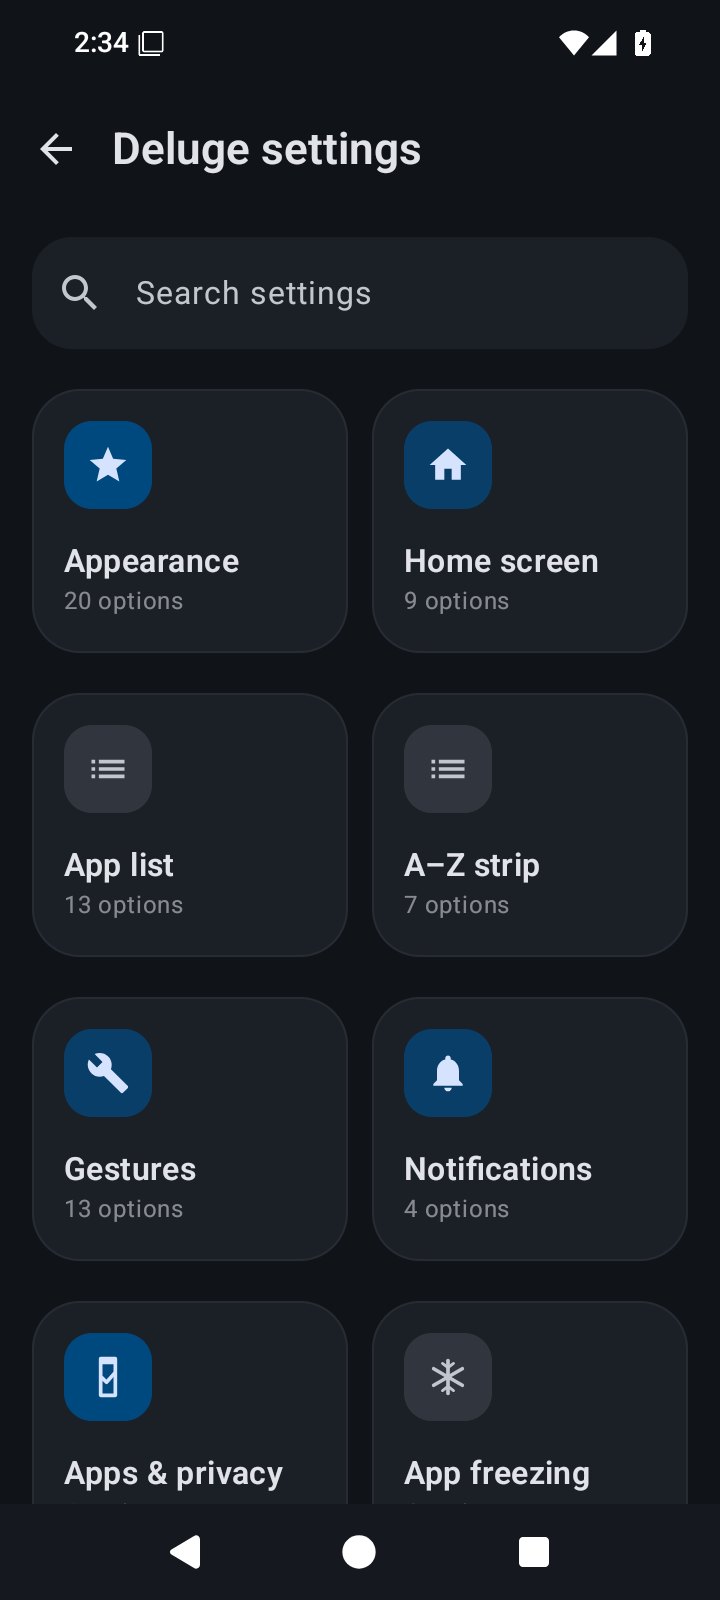 2:34
Deluge settings
Search settings
Appearance
20 options
Home screen
9 options
App list
13 options
A–Z strip
7 options
Gestures
13 options
Notifications
4 options
Apps & privacy
App freezing